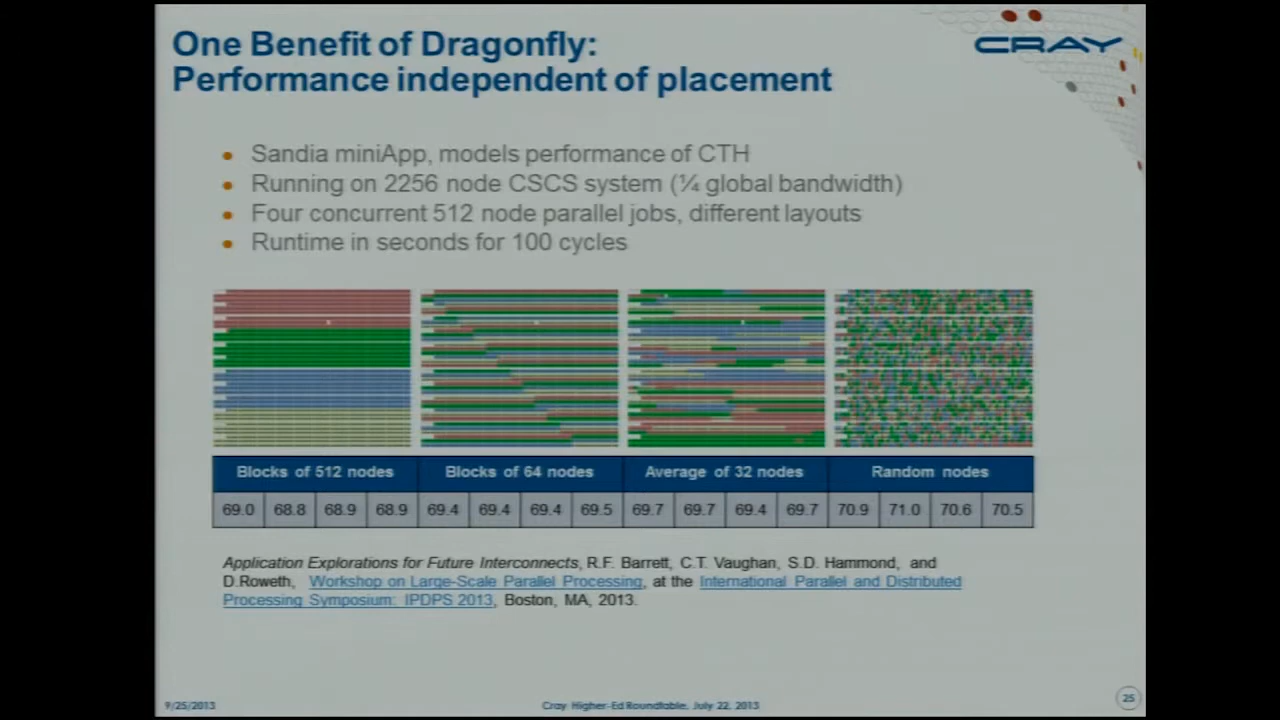 One Benefit of Dragonfly:
Performance independent of placement
CRAY
Sandia miniApp, models performance of CTH
Running on 2256 node CSCS system (¼ global bandwidth)
Four concurrent 512 node parallel jobs, different layouts
Runtime in seconds for 100 cycles
Blocks of 512 nodes Blocks of 64 nodes Average of 32 nodes Random nodes
69.0 68.8 68.9 68.9 69.4 69.4 69.4 69.5 69.7 69.7 69.4 69.7 70.9 71.0 70.6 70.5
Application Explorations for Future Interconnects, R.F. Barrett, C.T. Vaughan, S.D. Hammond, and
D.Roweth, Workshop on Large-Scale Parallel Processing, at the International Parallel and Distributed
Processing Symposium: IPDPS 2013, Boston, MA, 2013.
9/25/2013 Cray Higher-Ed Roundtable, July 22, 2013 25